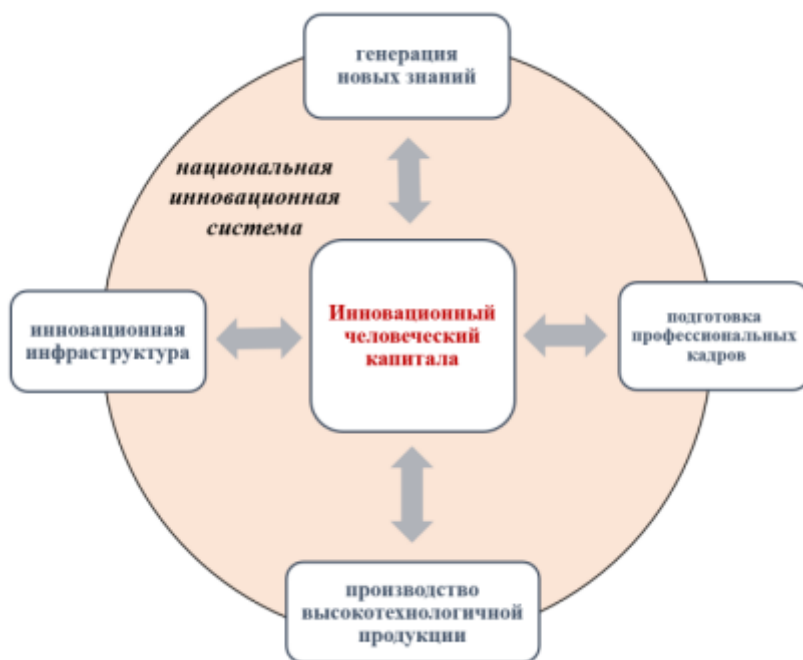 генерация
новых знаний
национальная
инновационная
система
инновационная
инфраструктура
Инновационный
человеческий
капитала
подготовка
профессиональных
кадров
производство
высокотехнологичной
продукции